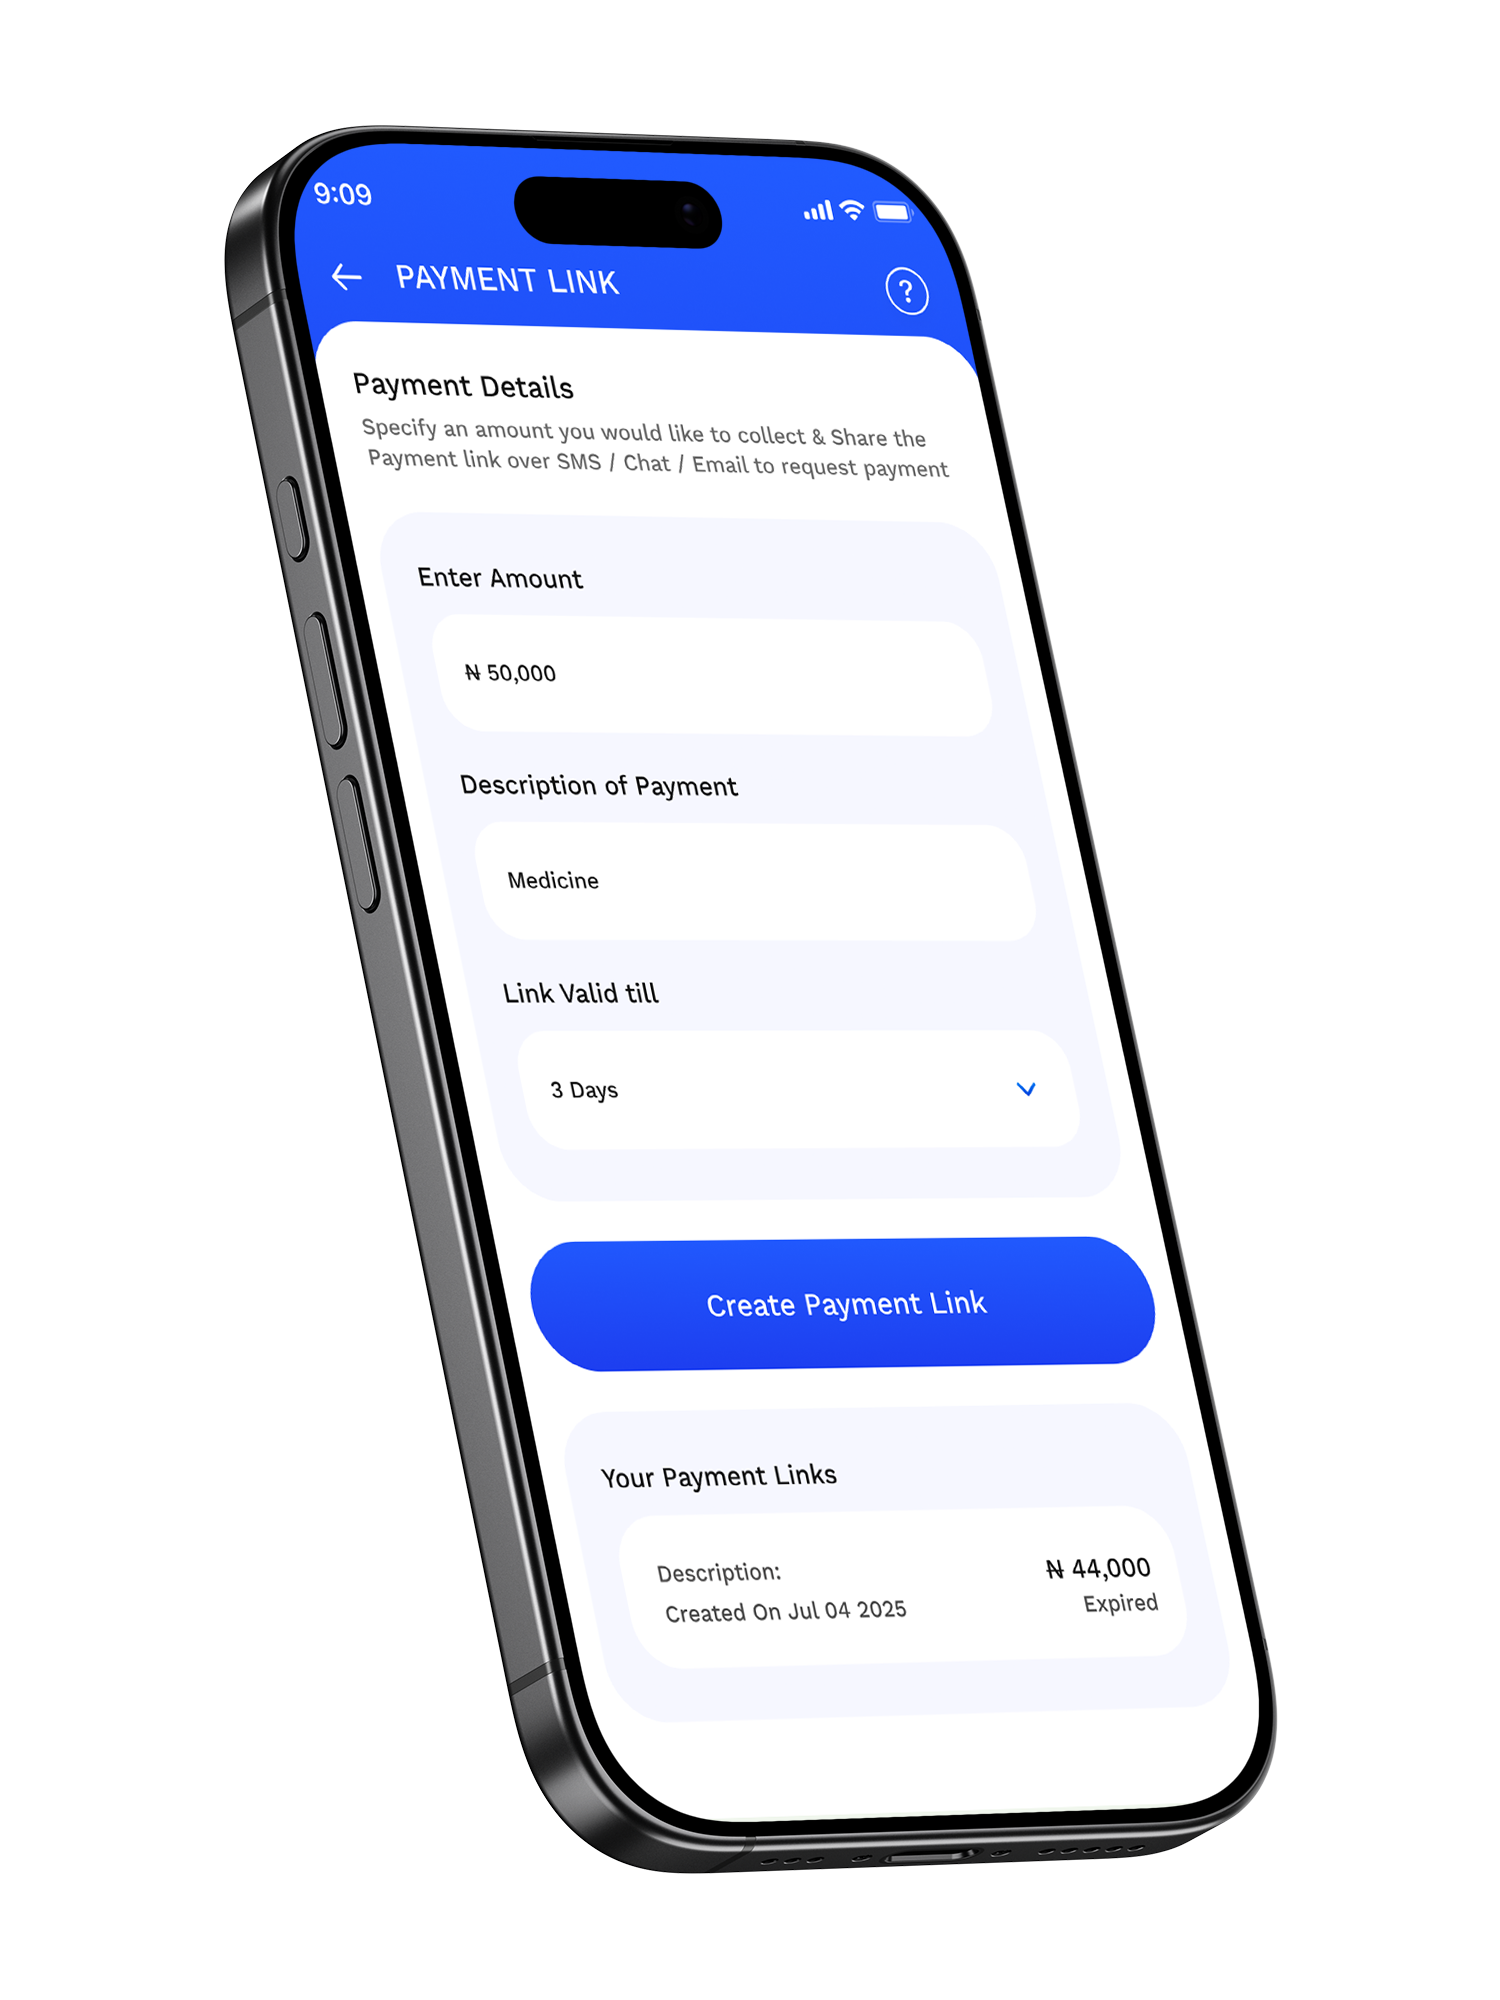 9:09
PAYMENT LINK
?
Payment Details
Specify an amount you would like to collect & Share the
Payment link over SMS / Chat / Email to request payment
Enter Amount
₦ 50,000
Description of Payment
Medicine
Link Valid till
3 Days
Create Payment Link
Your Payment Links
Description:
₦ 44,000
Created On Jul 04 2025
Expired